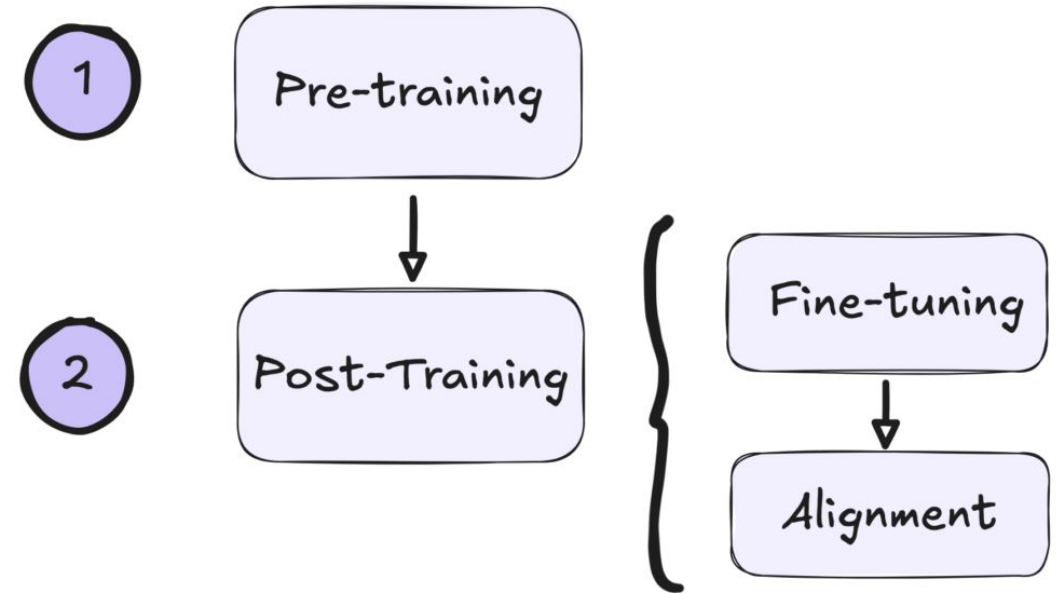 1
Pre-training
2
Post-Training
Fine-tuning
Alignment